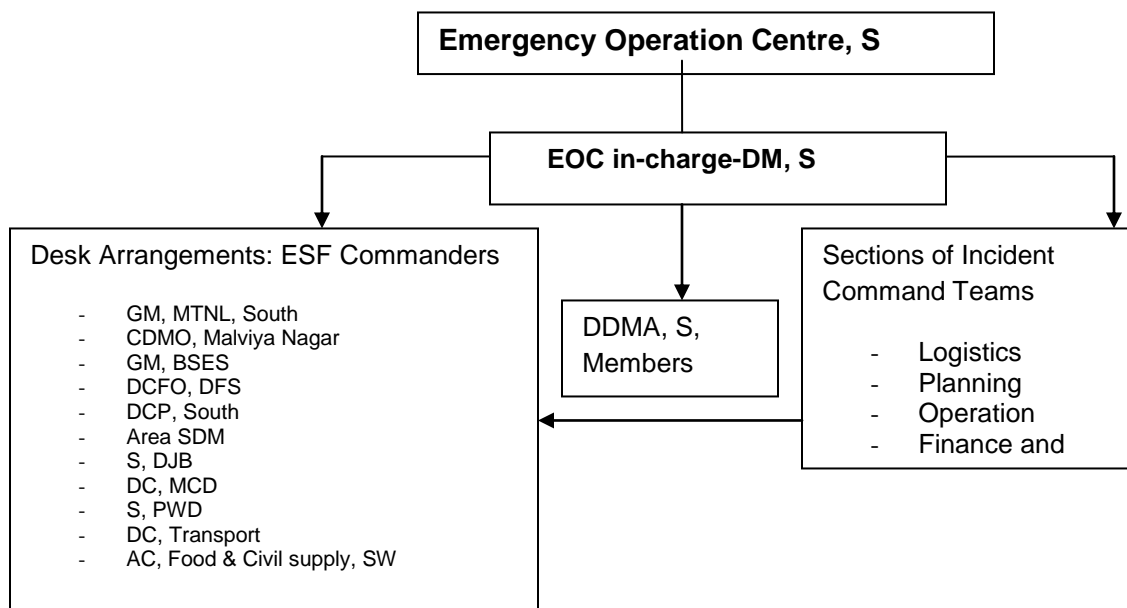 Emergency Operation Centre, S
EOC in-charge-DM, S
Desk Arrangements: ESF Commanders
- GM, MTNL, South
- CDMO, Malviya Nagar
- GM, BSES
- DCFO, DFS
- DCP, South
- Area SDM
- S, DJB
- DC, MCD
- S, PWD
- DC, Transport
- AC, Food & Civil supply, SW
DDMA, S,
Members
Sections of Incident
Command Teams
- Logistics
- Planning
- Operation
- Finance and